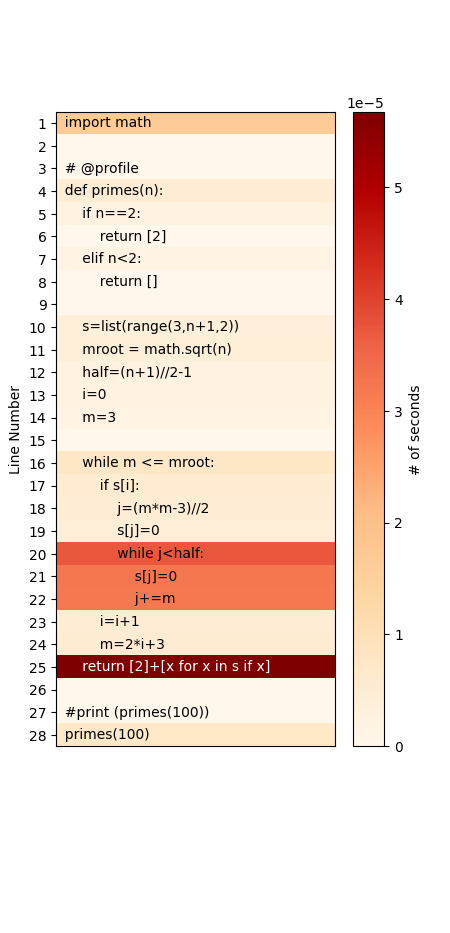 1e−5
1 import math
2
3 # @profile
4 def primes(n):
5     if n==2:
6         return [2]
7     elif n<2:
8         return []
9
10     s=list(range(3,n+1,2))
11     mroot = math.sqrt(n)
12     half=(n+1)//2-1
13     i=0
14     m=3
15
16     while m <= mroot:
17         if s[i]:
18             j=(m*m-3)//2
19             s[j]=0
20             while j<half:
21                 s[j]=0
22                 j+=m
23         i=i+1
24         m=2*i+3
25     return [2]+[x for x in s if x]
26
27 #print (primes(100))
28 primes(100)
Line Number
5
4
3
2
1
0
# of seconds